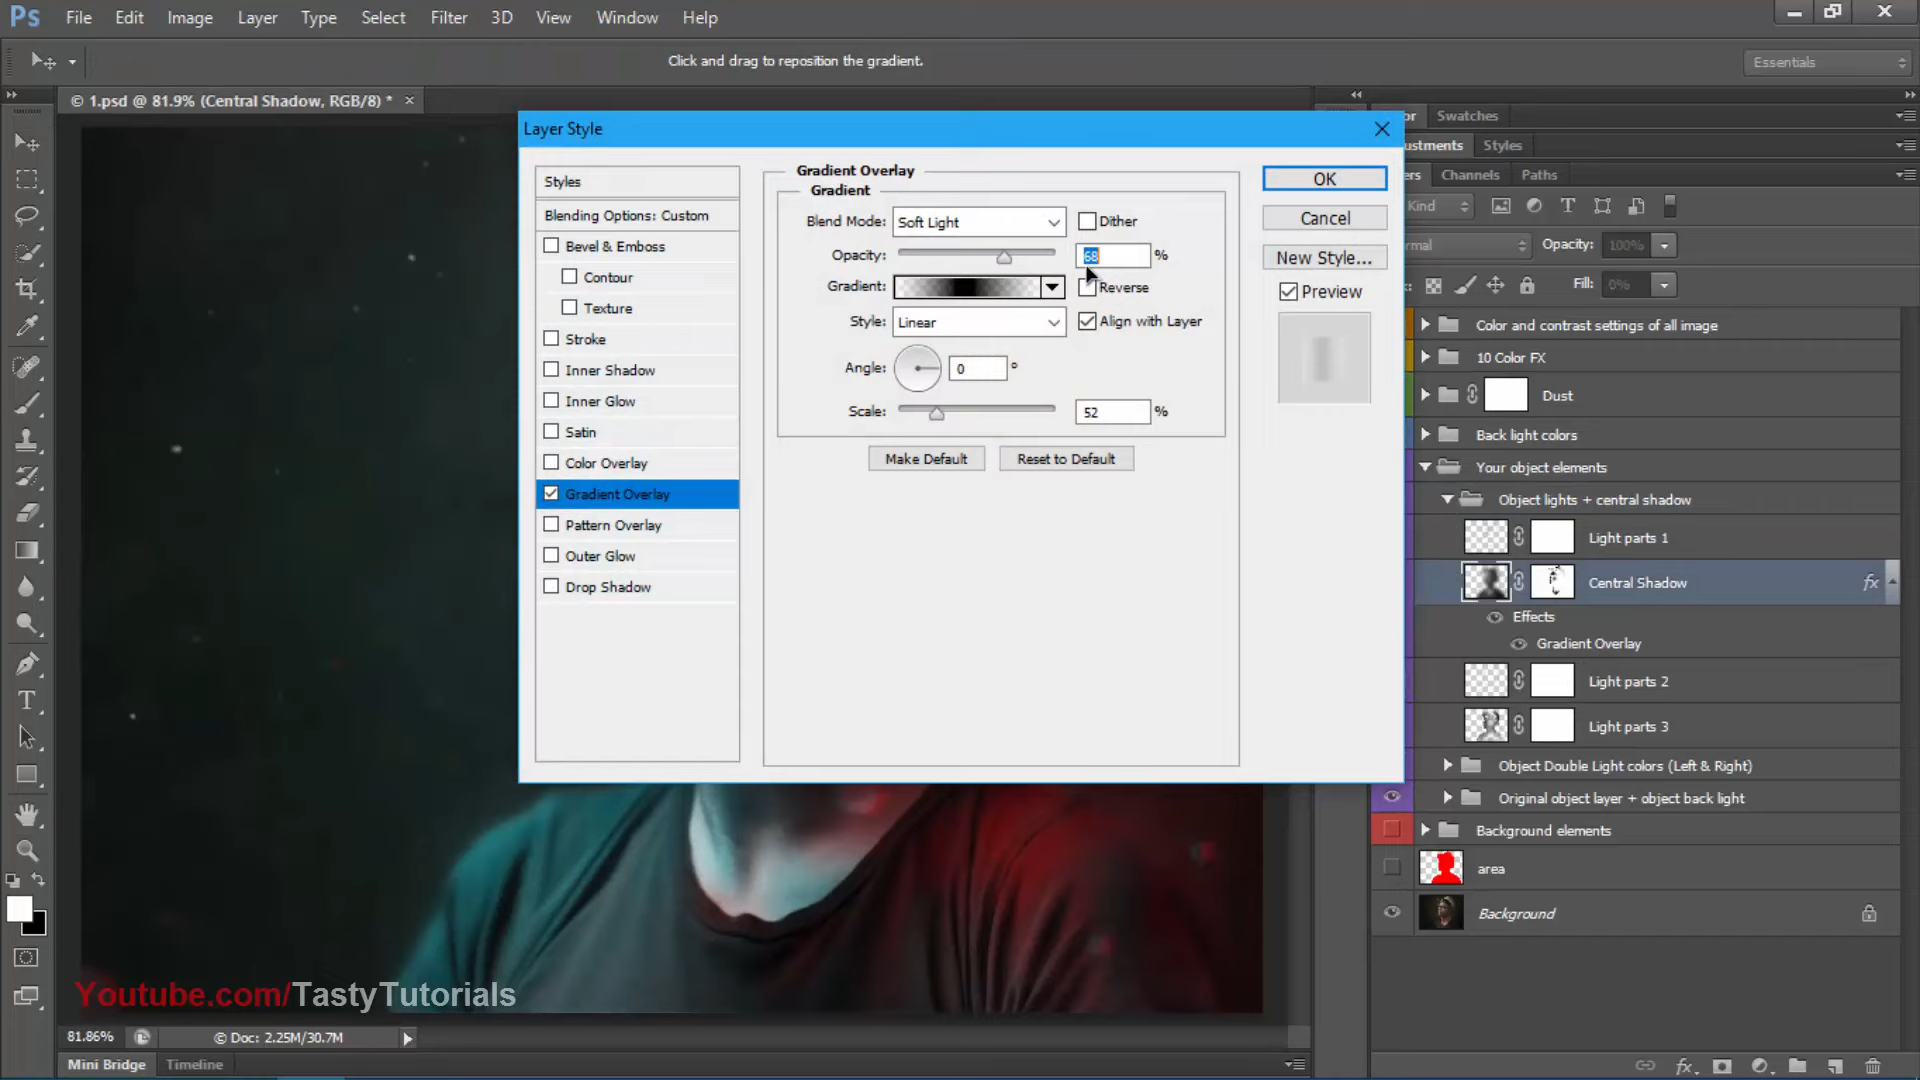 Ps File Edit Image Layer Type Select Filter 3D View Window Help
Click and drag to reposition the gradient.
Essentials
© 1.psd @ 81.9% (Central Shadow, RGB/8) * ×
Swatches
Styles
Channels Paths
Kind
Opacity: 100%
Fill: 0%
Layer Style
Styles
Blending Options: Custom
Bevel & Emboss
Contour
Texture
Stroke
Inner Shadow
Inner Glow
Satin
Color Overlay
Gradient Overlay
Pattern Overlay
Outer Glow
Drop Shadow
Gradient Overlay
Gradient
Blend Mode: Soft Light Dither
Opacity: 68 %
Gradient: Reverse
Style: Linear Align with Layer
Angle: 0 °
Scale: 52 %
Make Default Reset to Default
OK
Cancel
New Style...
Preview
Color and contrast settings of all image
10 Color FX
Dust
Back light colors
Your object elements
Object lights + central shadow
Light parts 1
Central Shadow fx
Effects
Gradient Overlay
Light parts 2
Light parts 3
Object Double Light colors (Left & Right)
Original object layer + object back light
Background elements
area
Background
Youtube.com/TastyTutorials
81.86% © Doc: 2.25M/30.7M
Mini Bridge Timeline
fx